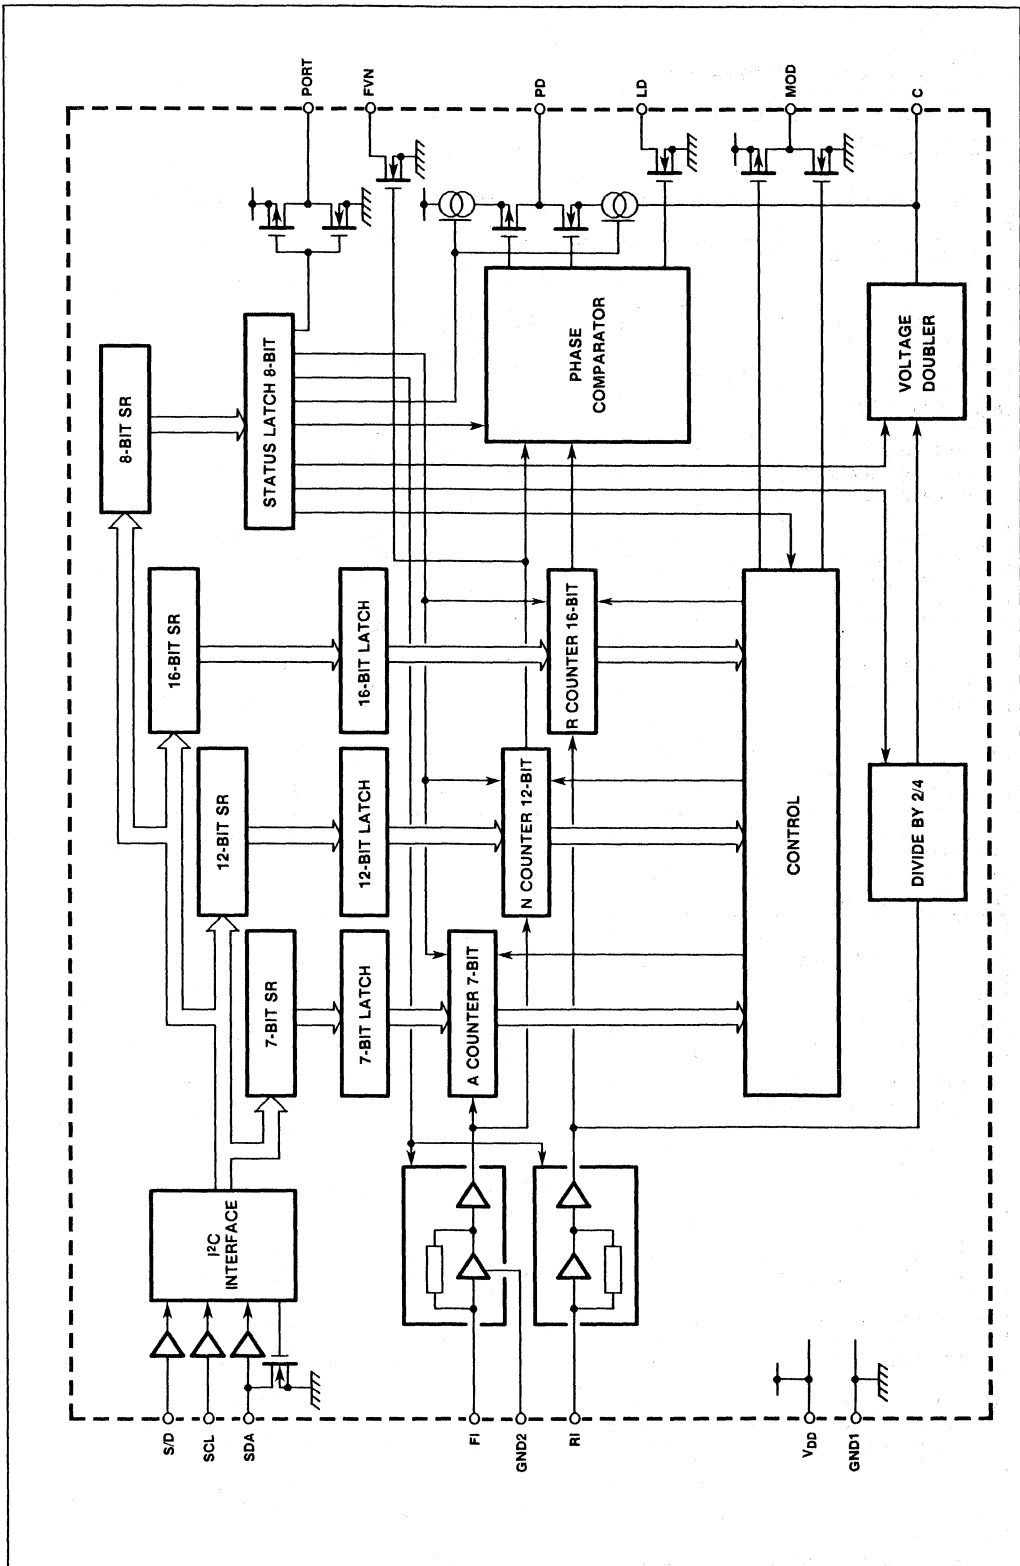 S/D
SCL
SDA
FI
GND2
RI
VDD
GND1
I²C
INTERFACE
7-BIT SR
12-BIT SR
16-BIT SR
8-BIT SR
7-BIT LATCH
12-BIT LATCH
16-BIT LATCH
STATUS LATCH 8-BIT
A COUNTER 7-BIT
N COUNTER 12-BIT
R COUNTER 16-BIT
PHASE
COMPARATOR
CONTROL
DIVIDE BY 2/4
VOLTAGE
DOUBLER
PORT
FVN
PD
LD
MOD
C